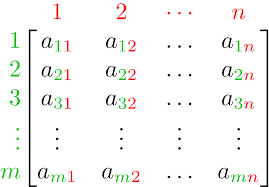 1 2 ⋯ n
1 a₁₁ a₁₂ … a₁ₙ
2 a₂₁ a₂₂ … a₂ₙ
3 a₃₁ a₃₂ … a₃ₙ
⋮ ⋮ ⋮ ⋮ ⋮
m aₘ₁ aₘ₂ … aₘₙ